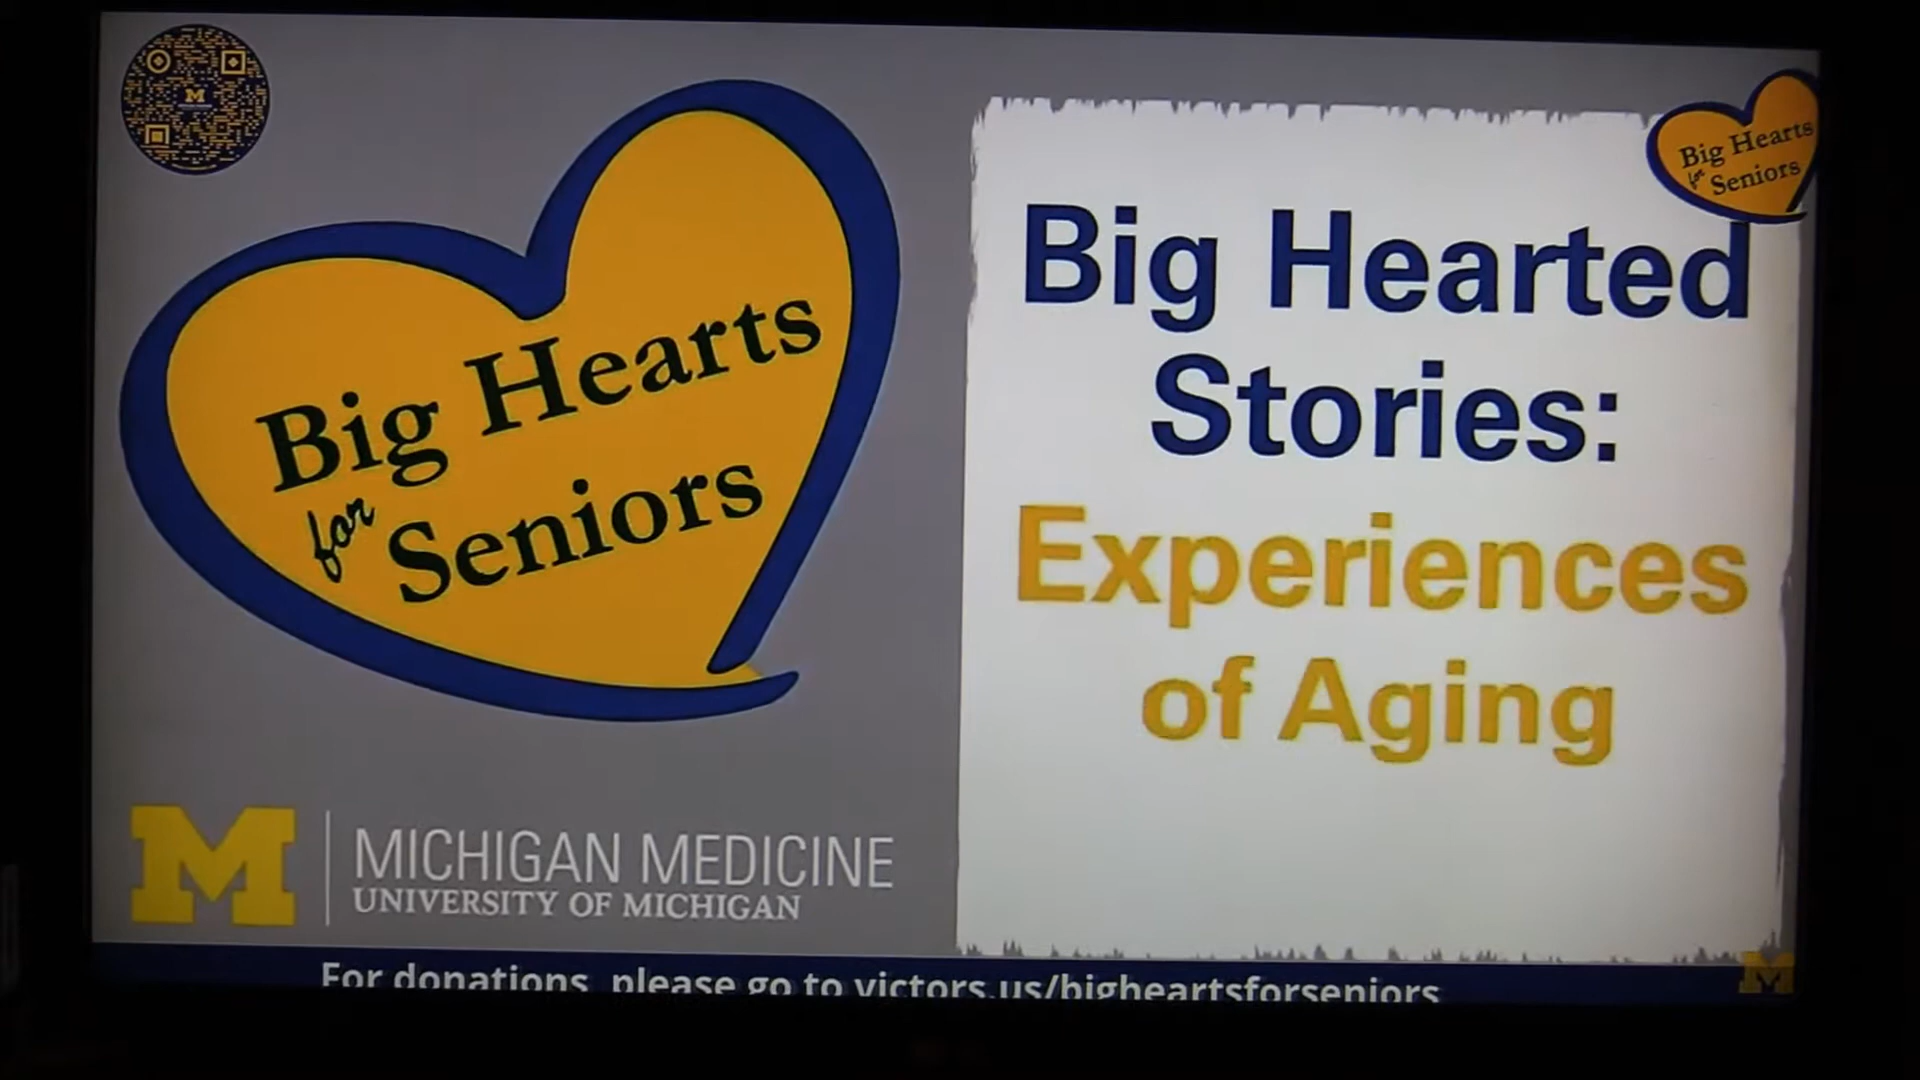 Big Hearts
for Seniors
MICHIGAN MEDICINE
UNIVERSITY OF MICHIGAN
Big Hearts
for Seniors
Big Hearted
Stories:
Experiences
of Aging
For donations, please go to victors.us/bigheartsforseniors